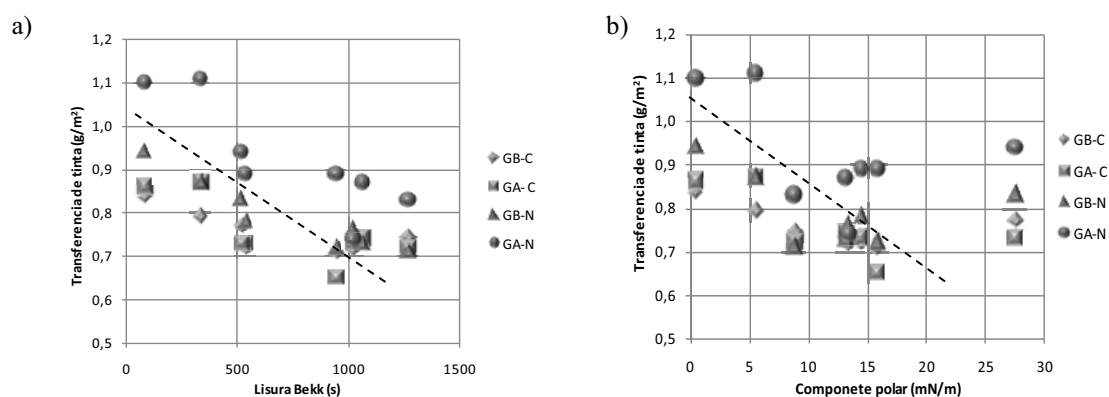 a)
Transferencia de tinta (g/m²)
1,2
1,1
1,0
0,9
0,8
0,7
0,6
0,5
0
500
1000
1500
Lisura Bekk (s)
GB-C
GA- C
GB-N
GA-N
b)
Transferencia de tinta (g/m²)
1,2
1,1
1,0
0,9
0,8
0,7
0,6
0,5
0
5
10
15
20
25
30
Componete polar (mN/m)
GB-C
GA- C
GB-N
GA-N